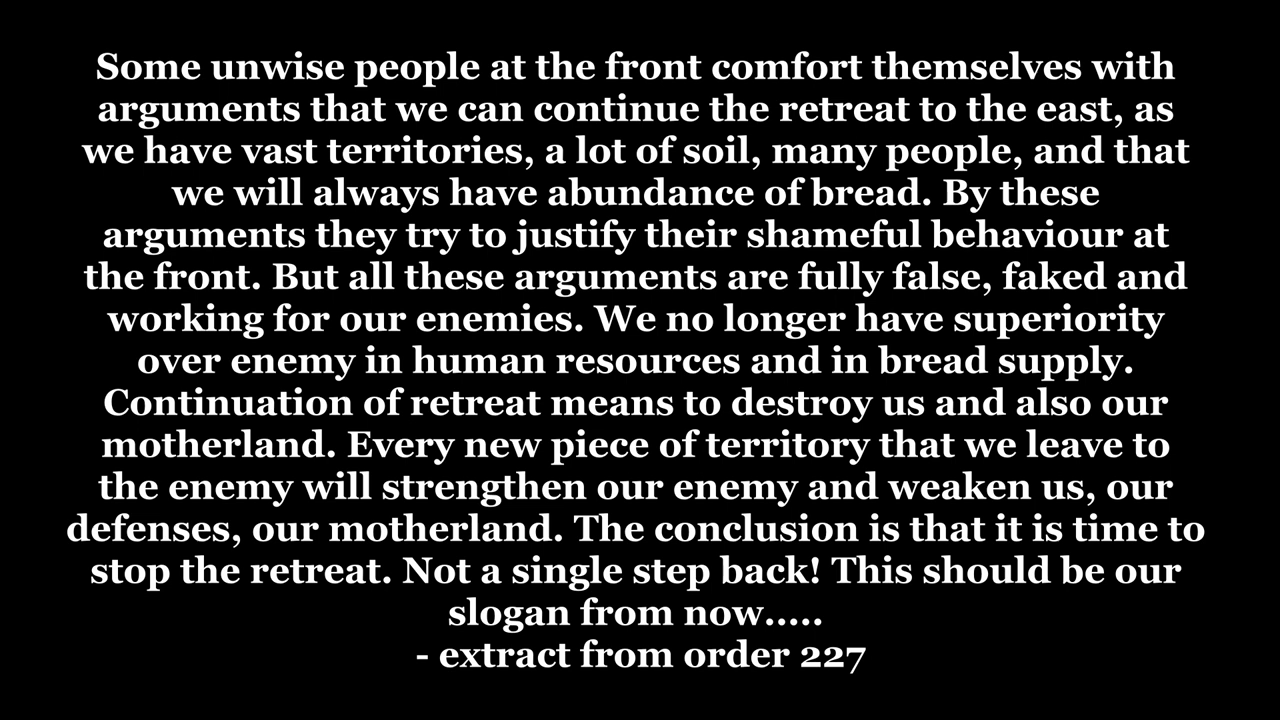 Some unwise people at the front comfort themselves with
arguments that we can continue the retreat to the east, as
we have vast territories, a lot of soil, many people, and that
we will always have abundance of bread. By these
arguments they try to justify their shameful behaviour at
the front. But all these arguments are fully false, faked and
working for our enemies. We no longer have superiority
over enemy in human resources and in bread supply.
Continuation of retreat means to destroy us and also our
motherland. Every new piece of territory that we leave to
the enemy will strengthen our enemy and weaken us, our
defenses, our motherland. The conclusion is that it is time to
stop the retreat. Not a single step back! This should be our
slogan from now.....
- extract from order 227